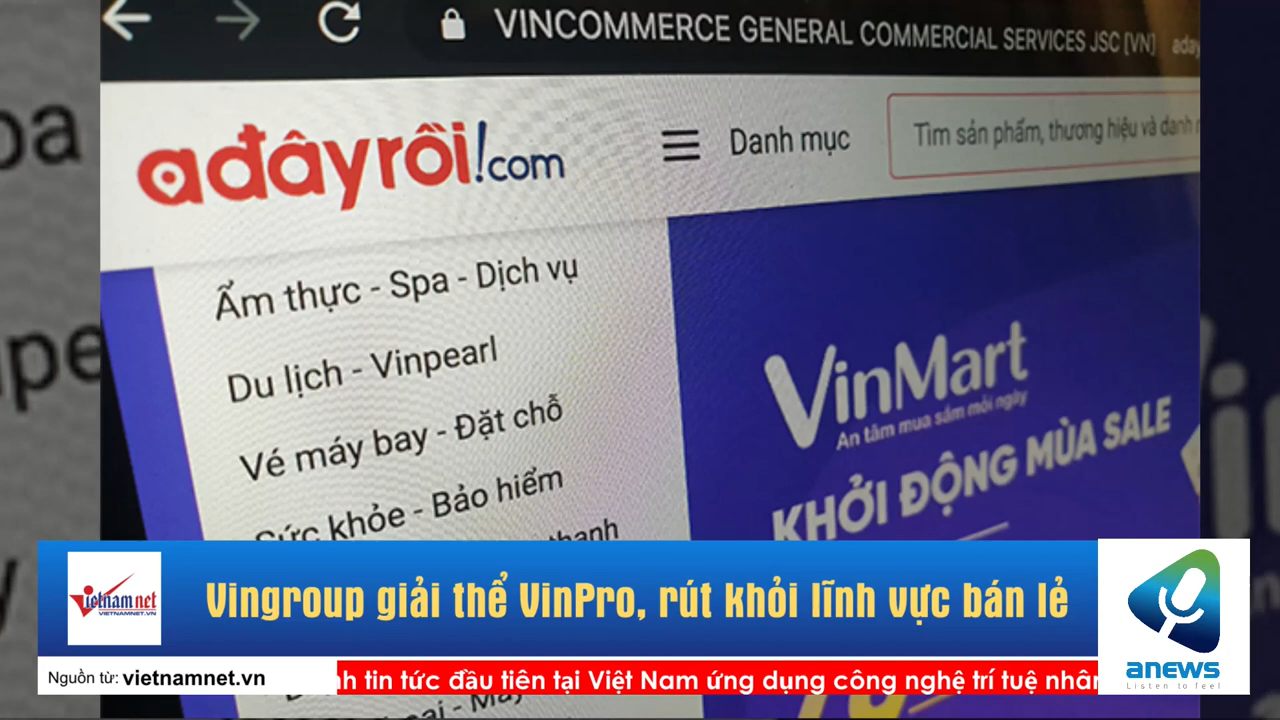 VINCOMMERCE GENERAL COMMERCIAL SERVICES JSC [VN]
aday
ađâyrồi!com
Danh mục
Tìm sản phẩm, thương hiệu và danh
Ẩm thực - Spa - Dịch vụ
Du lịch - Vinpearl
Vé máy bay - Đặt chỗ
Sức khỏe - Bảo hiểm
thanh
VinMart
An tâm mua sắm mỗi ngày
KHỞI ĐỘNG MÙA SALE
Vietnamnet
VIETNAMNET.VN
Vingroup giải thể VinPro, rút khỏi lĩnh vực bán lẻ
Nguồn từ: vietnamnet.vn
tin tức đầu tiên tại Việt Nam ứng dụng công nghệ trí tuệ nhân
anews
Listen to feel